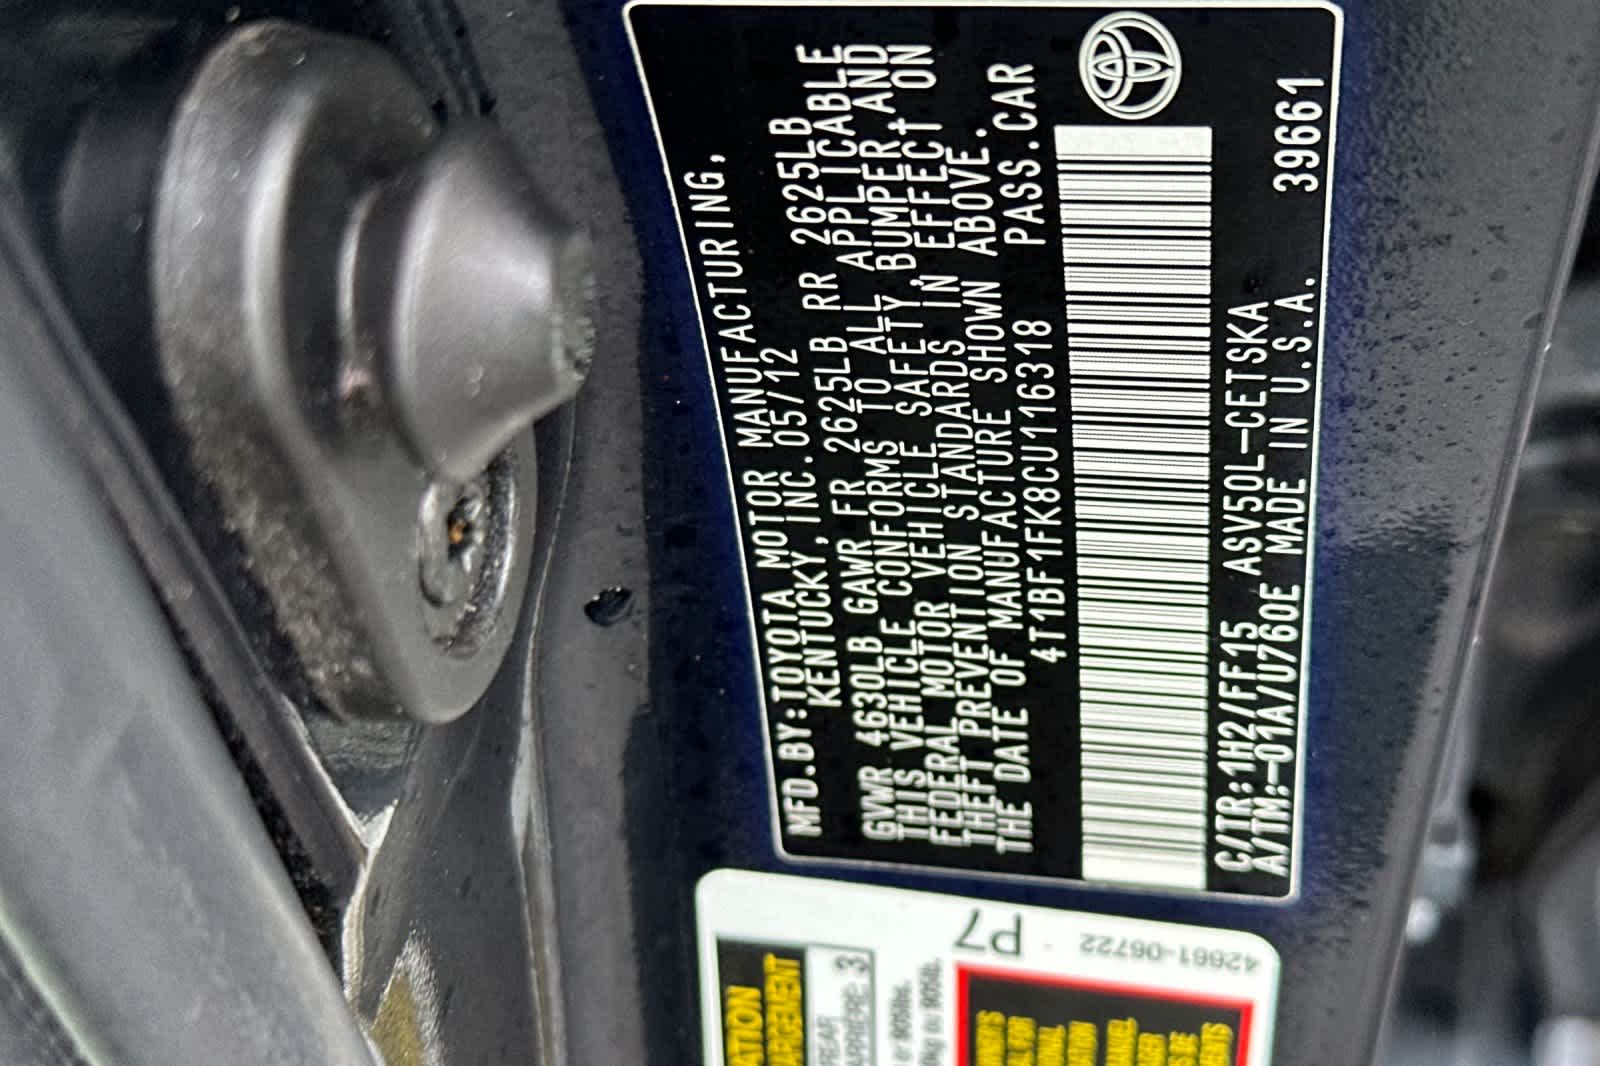 MFD.BY:TOYOTA MOTOR MANUFACTURING,
KENTUCKY,INC.05/12
GVWR 4630LB GAWR FR 2625LB RR 2625LB
THIS VEHICLE CONFORMS TO ALL APPLICABLE
FEDERAL MOTOR VEHICLE SAFETY,BUMPER,AND
THEFT PREVENTION STANDARDS IN EFFECT ON
THE DATE OF MANUFACTURE SHOWN ABOVE.
4T1BF1FK8CU116318 PASS.CAR
C/TR:1H2/FF15 ASV50L-CETSKA
A/TM:-01A/U760E MADE IN U.S.A. 39661
P7
42661-06722
REAR
ARRIERE 3